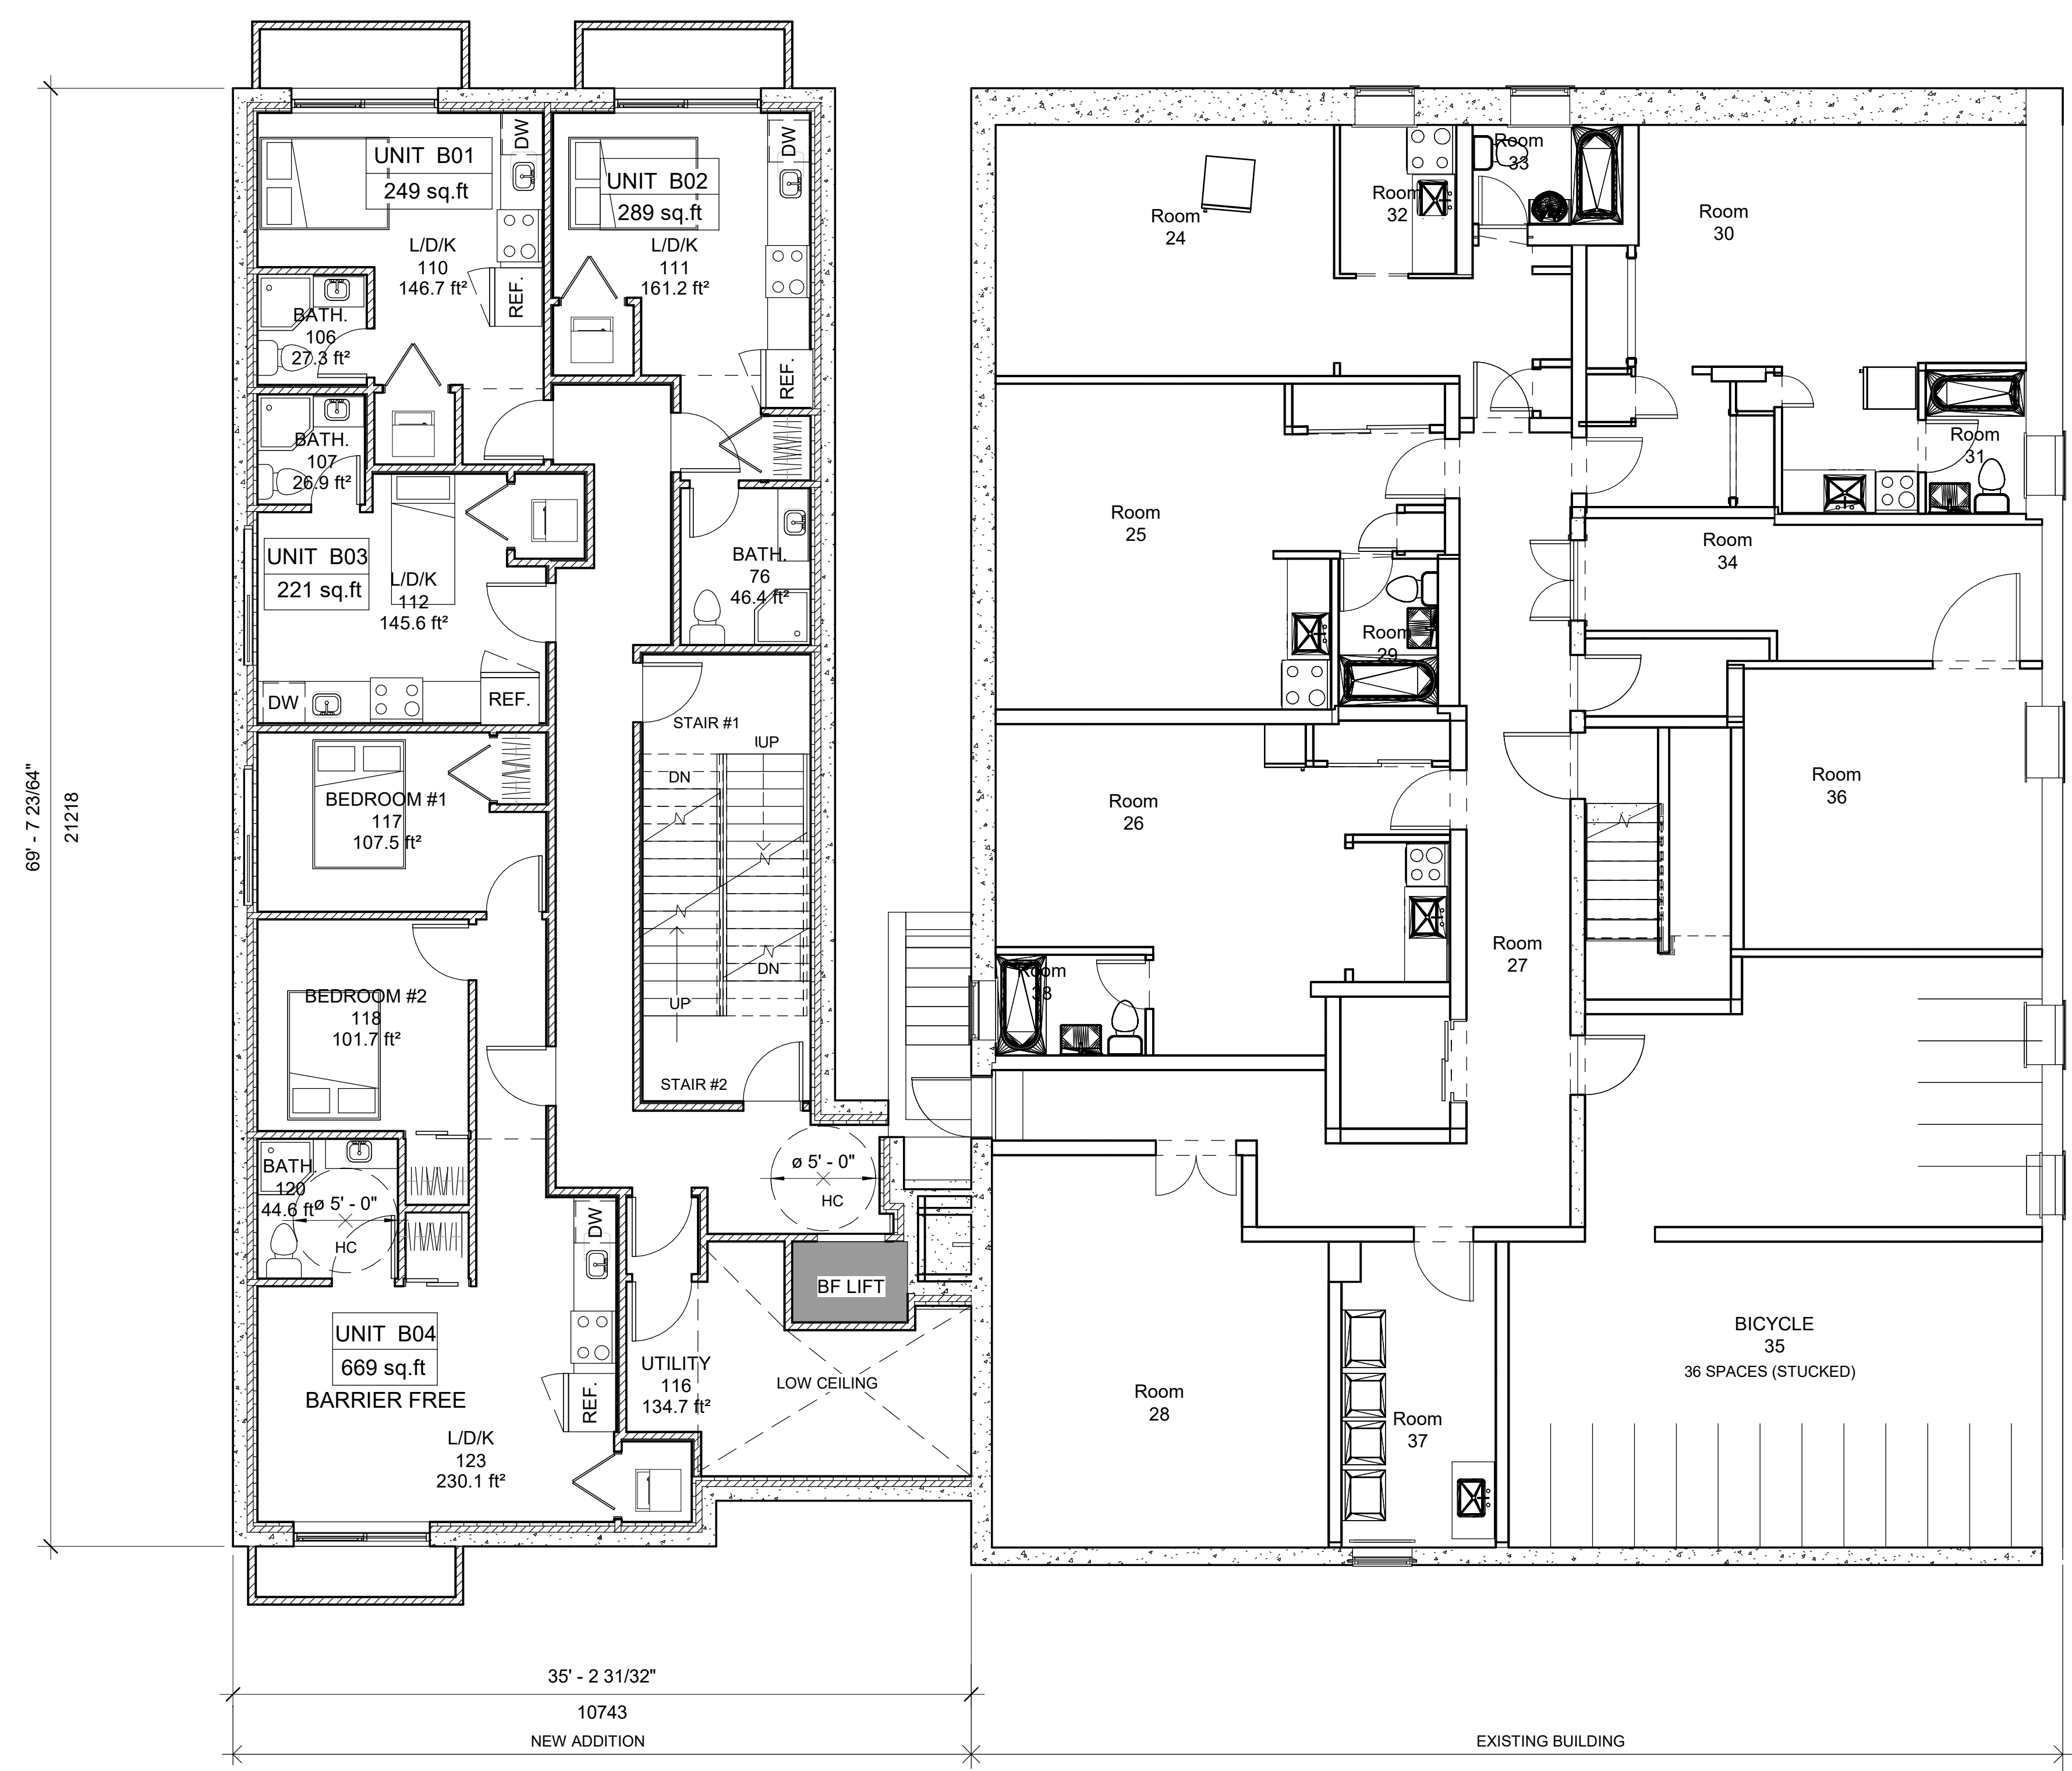 DW
DW
UNIT B01
249 sq.ft
UNIT B02
289 sq.ft
L/D/K
110
146.7 ft²
REF.
L/D/K
111
161.2 ft²
REF.
BATH.
106
27.3 ft²
BATH.
107
26.9 ft²
UNIT B03
221 sq.ft
L/D/K
112
145.6 ft²
DW
REF.
BATH.
76
46.4 ft²
STAIR #1
UP
DN
BEDROOM #1
117
107.5 ft²
DN
UP
BEDROOM #2
118
101.7 ft²
STAIR #2
BATH.
120
44.6 ft²
ø 5' - 0"
HC
ø 5' - 0"
HC
DW
BF LIFT
UNIT B04
669 sq.ft
BARRIER FREE
REF.
UTILITY
116
134.7 ft²
LOW CEILING
L/D/K
123
230.1 ft²
Room
24
Room
32
Room
33
Room
30
Room
31
Room
25
Room
34
Room
29
Room
26
Room
36
Room
27
Room
38
Room
28
Room
37
BICYCLE
35
36 SPACES (STUCKED)
69' - 7 23/64"
21218
35' - 2 31/32"
10743
NEW ADDITION
EXISTING BUILDING